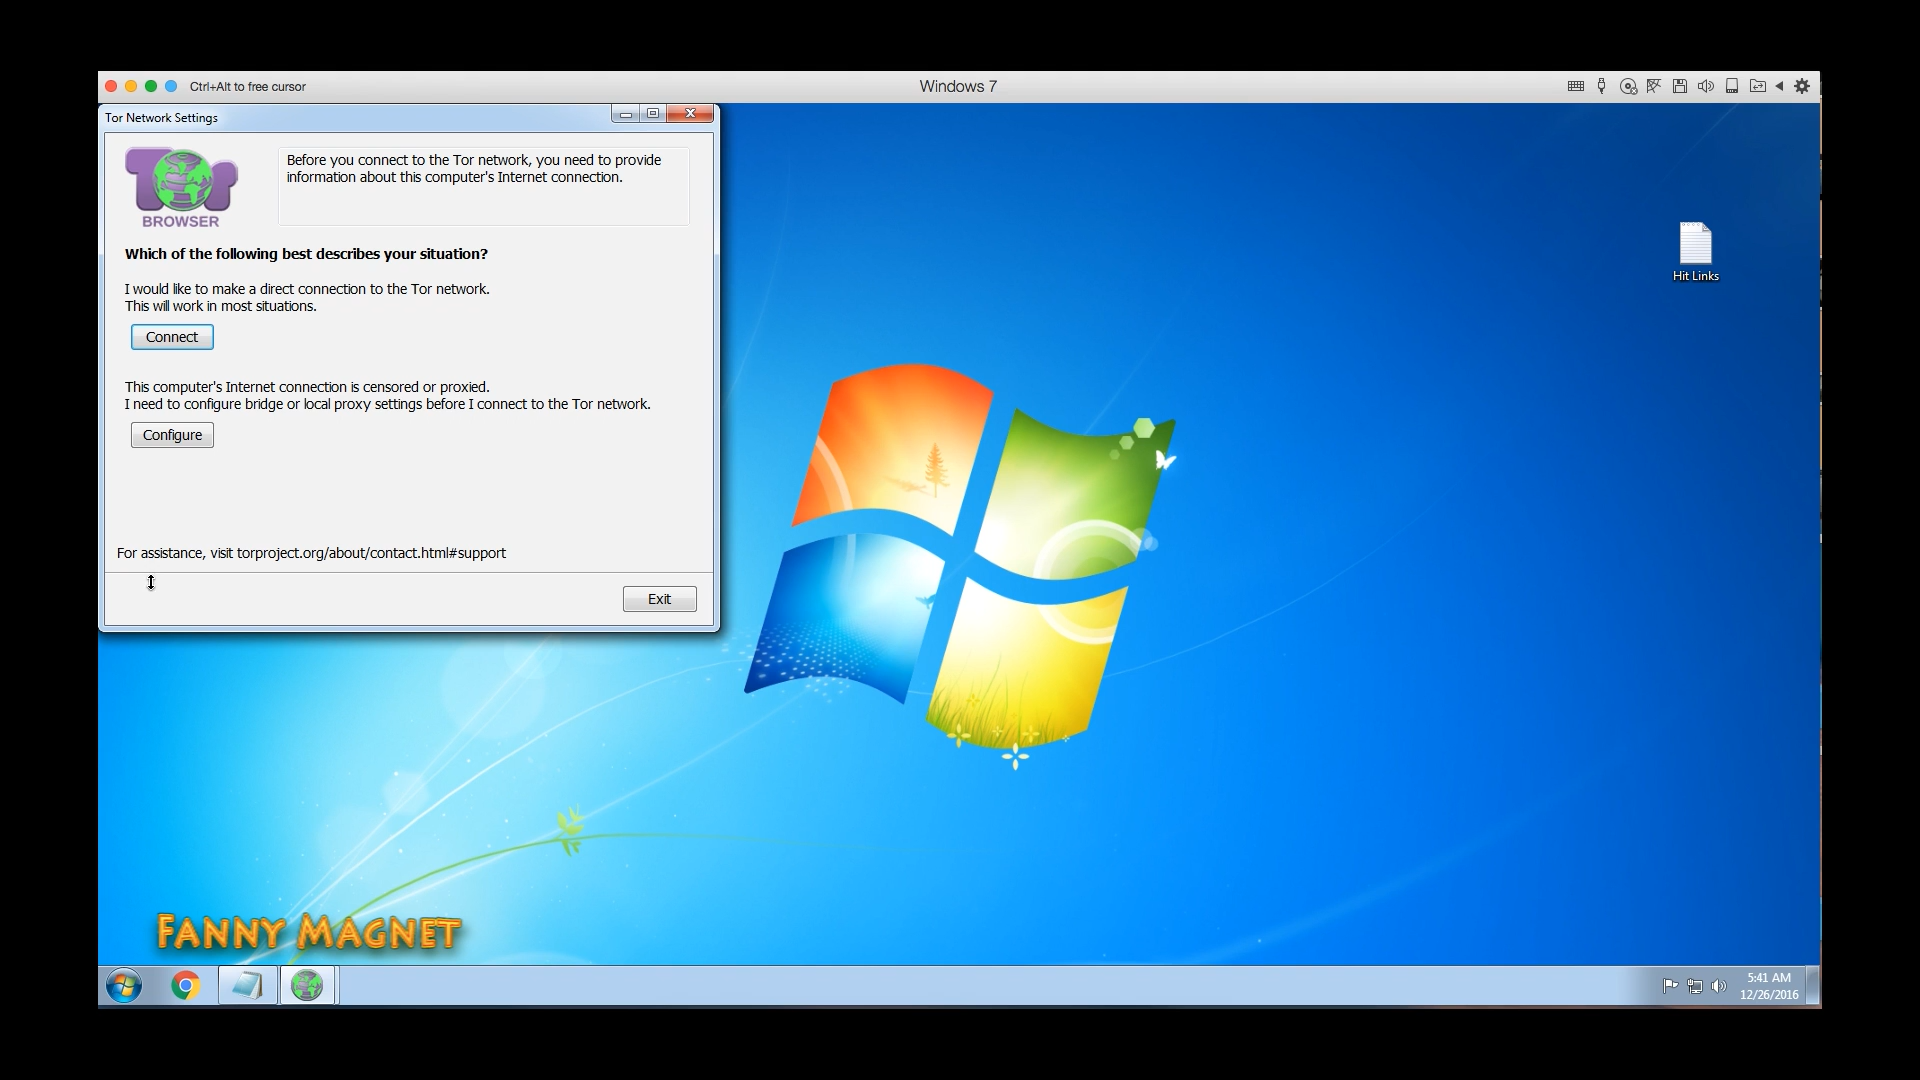 Ctrl+Alt to free cursor
Windows 7
Tor Network Settings
Tor
BROWSER
Before you connect to the Tor network, you need to provide
information about this computer's Internet connection.
Which of the following best describes your situation?
I would like to make a direct connection to the Tor network.
This will work in most situations.
Connect
This computer's Internet connection is censored or proxied.
I need to configure bridge or local proxy settings before I connect to the Tor network.
Configure
For assistance, visit torproject.org/about/contact.html#support
Exit
Hit Links
Fanny Magnet
5:41 AM
12/26/2016